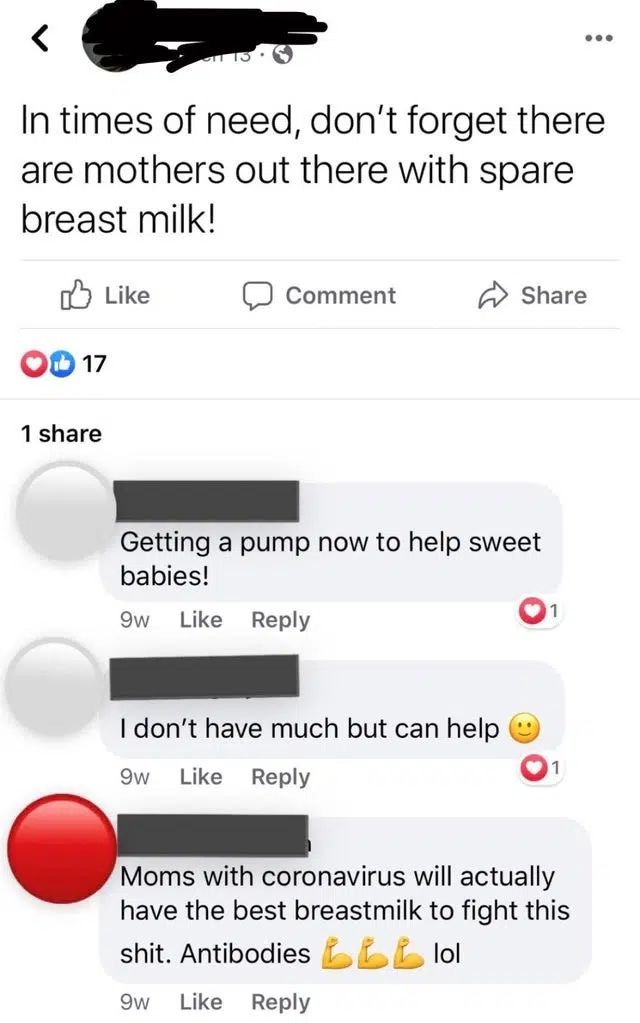 13 ·
In times of need, don't forget there
are mothers out there with spare
breast milk!
Like Comment Share
17
1 share
Getting a pump now to help sweet
babies!
1
9w Like Reply
I don't have much but can help 🙂
1
9w Like Reply
Moms with coronavirus will actually
have the best breastmilk to fight this
shit. Antibodies 💪💪💪 lol
9w Like Reply